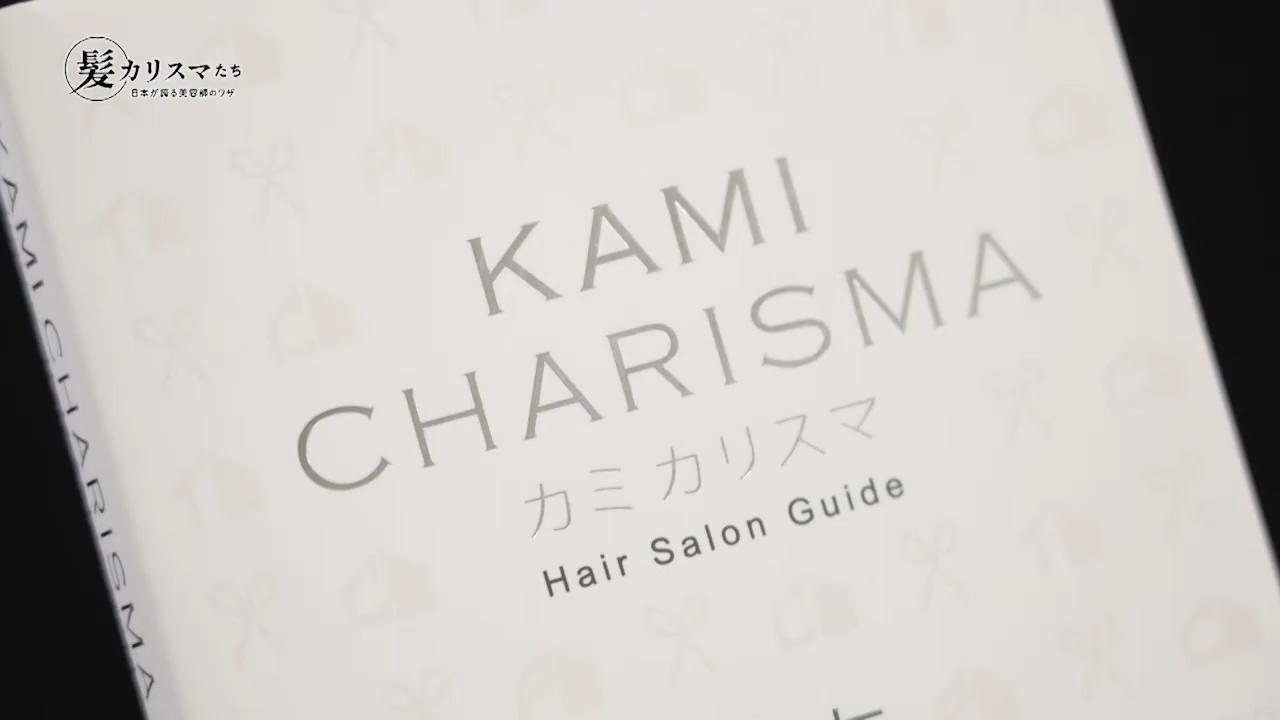 髪カリスマたち
日本が誇る美容師のワザ
KAMI
CHARISMA
カミ カリスマ
Hair Salon Guide
KAMI CHARISMA